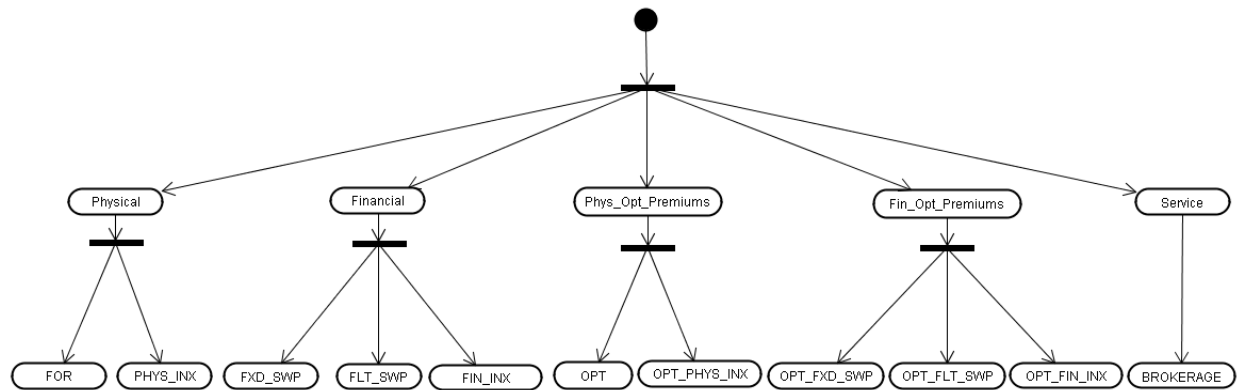 Physical
Financial
Phys_Opt_Premiums
Fin_Opt_Premiums
Service
FOR
PHYS_INX
FXD_SWP
FLT_SWP
FIN_INX
OPT
OPT_PHYS_INX
OPT_FXD_SWP
OPT_FLT_SWP
OPT_FIN_INX
BROKERAGE